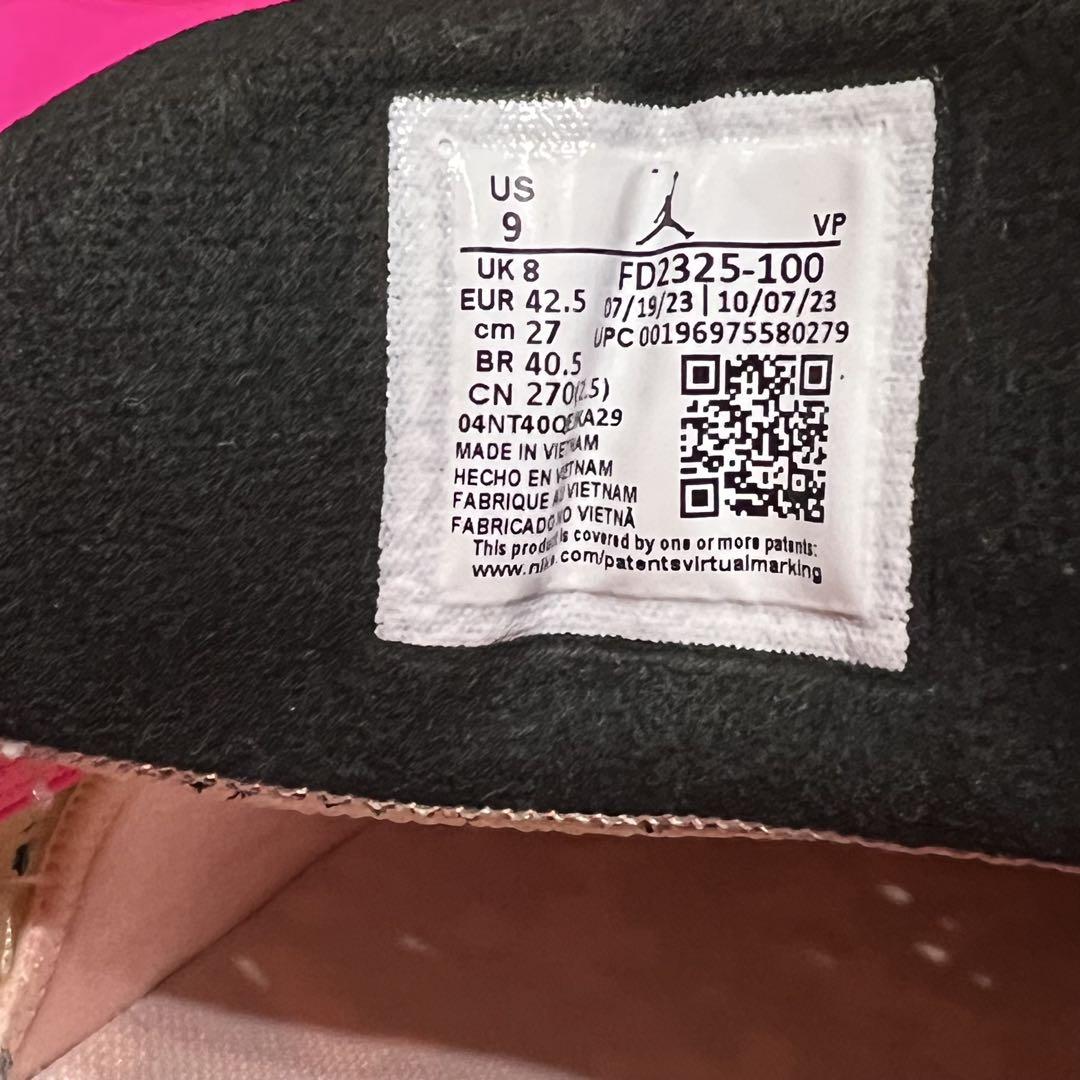 US
9
VP
UK 8
FD2325-100
EUR 42.5
07/19/23 | 10/07/23
cm 27
UPC 00196975580279
BR 40.5
CN 270(2.5)
MADE IN VIETNAM
HECHO EN VIETNAM
FABRIQUE AU VIETNAM
FABRICADO NO VIETNÃ
This product is covered by one or more patents:
www.nike.com/patentsvirtualmarking